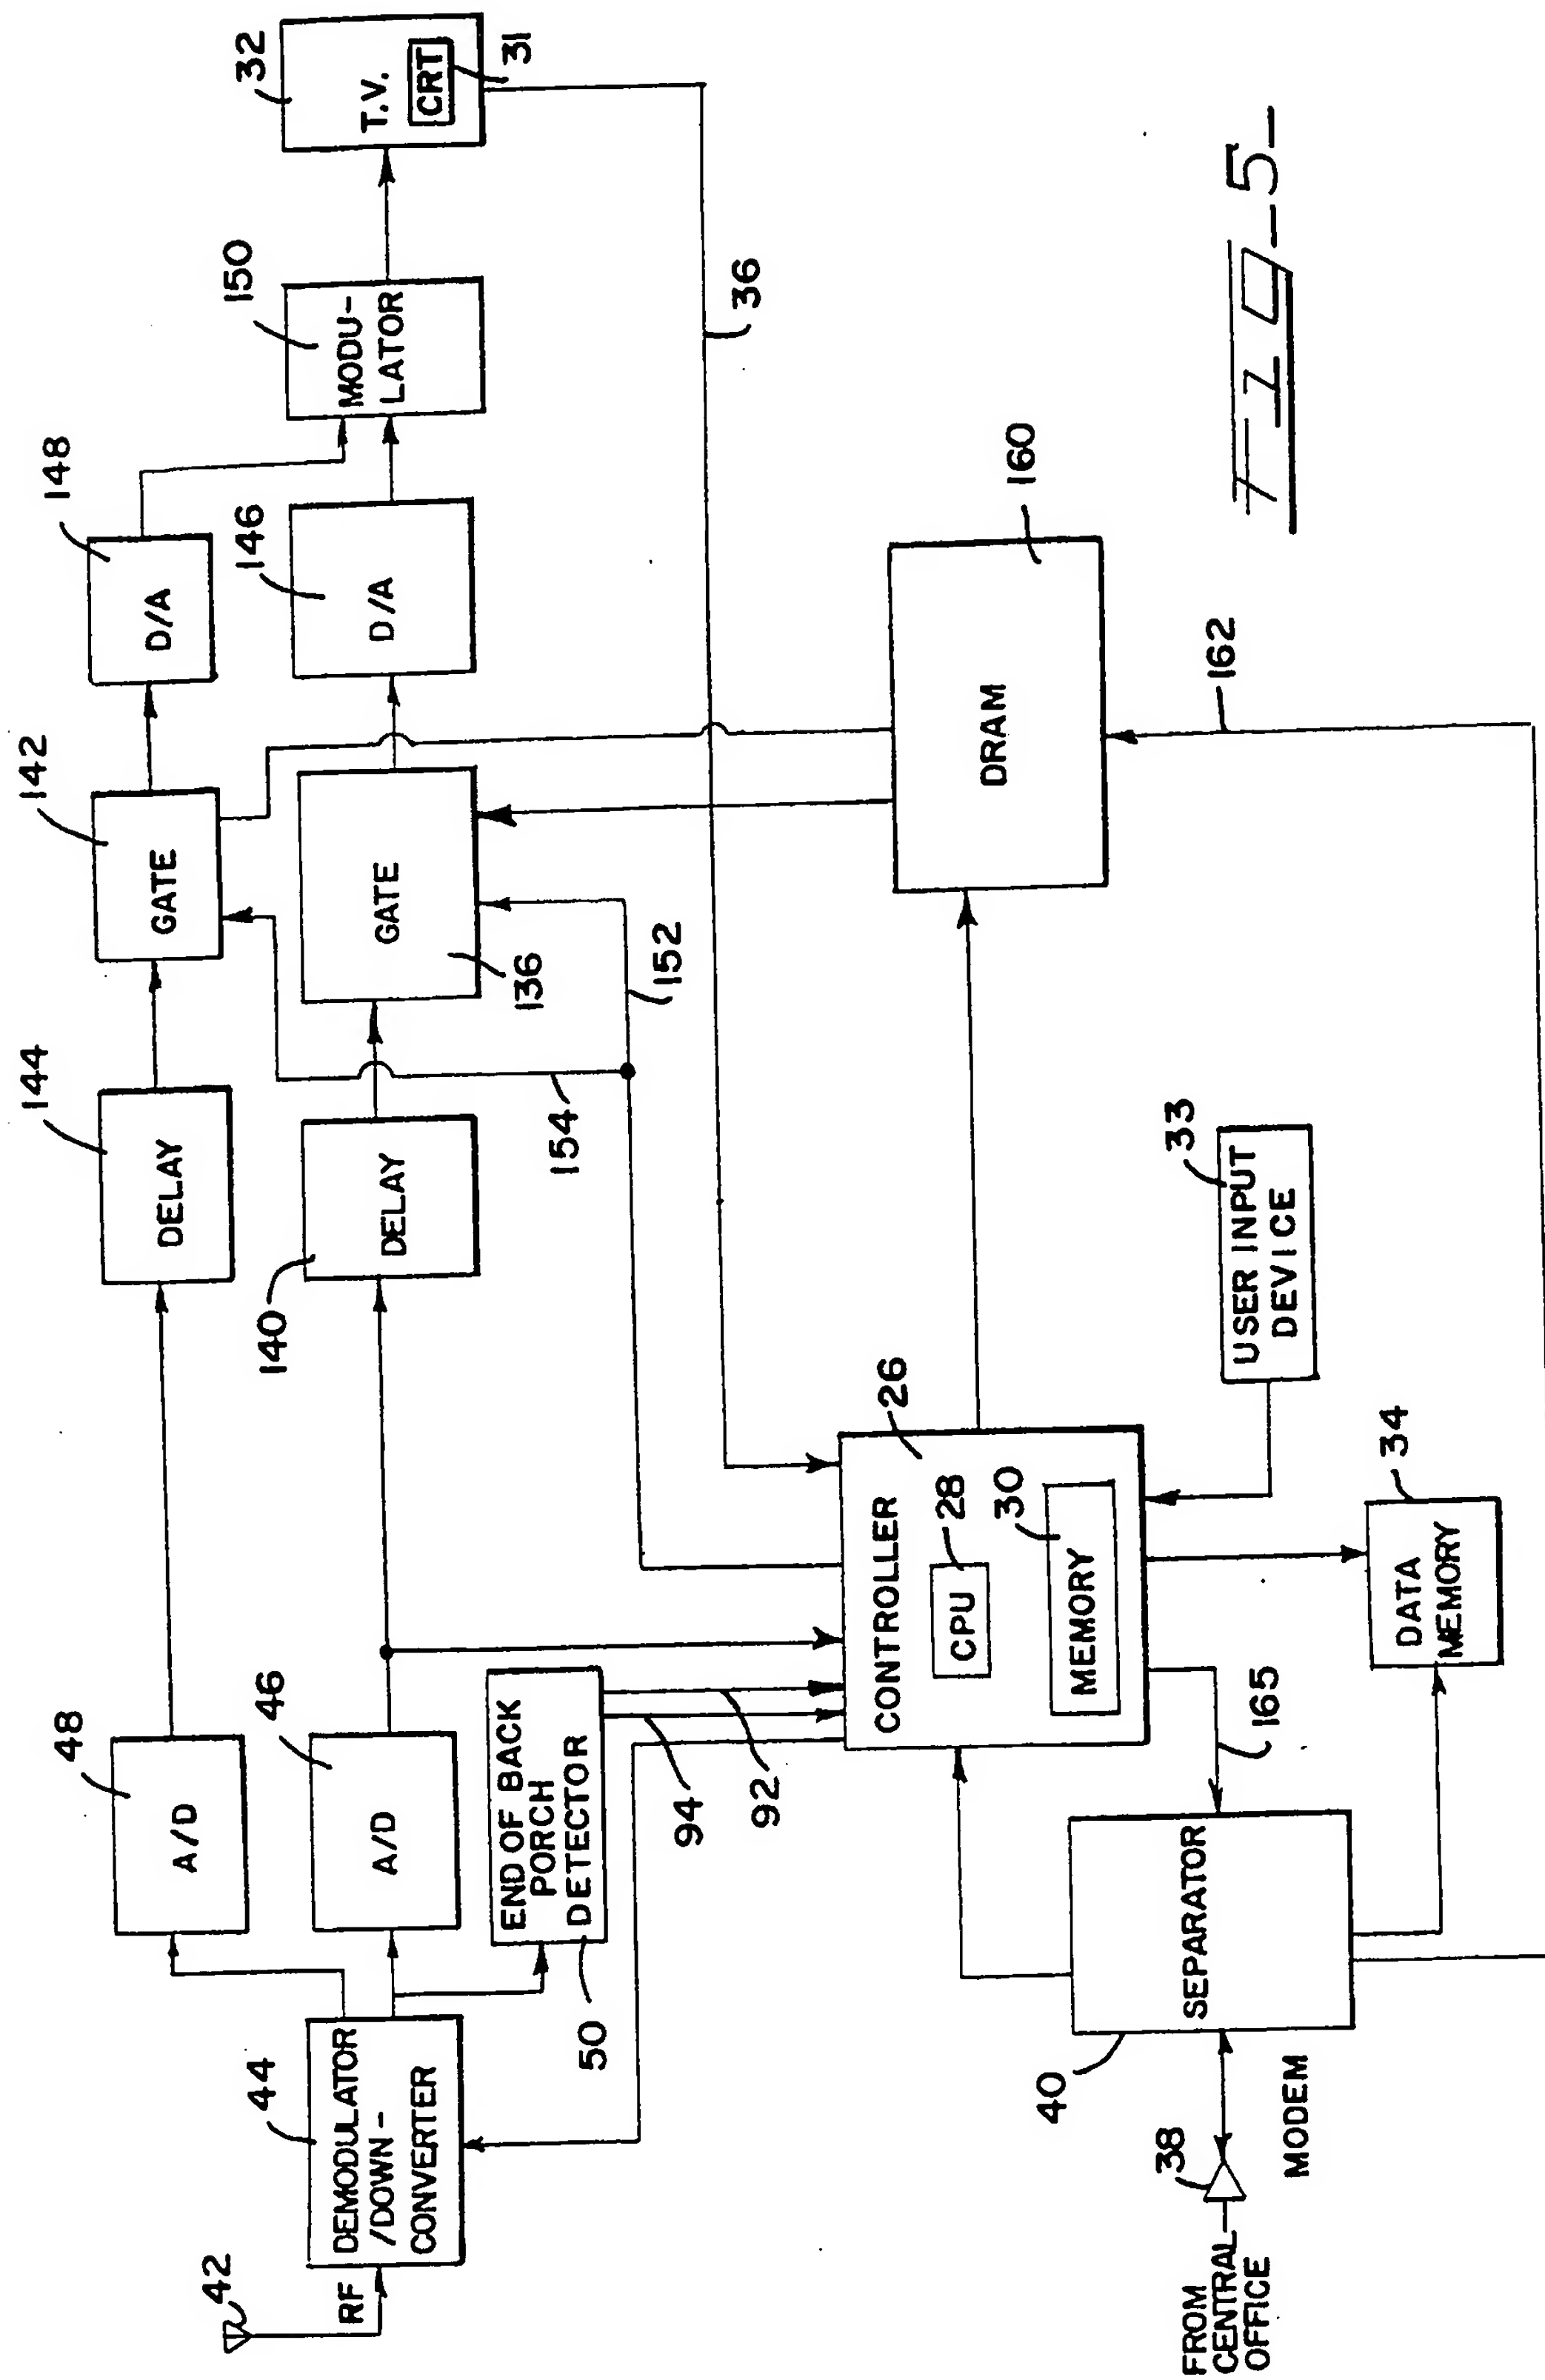 42
RF
44
DEMODULATOR
/DOWN-
CONVERTER
48
A/D
46
A/D
END OF BACK
PORCH
DETECTOR
50
94
92
144
DELAY
140
DELAY
154
142
GATE
GATE
136
152
148
D/A
146
D/A
150
MODU-
LATOR
32
T.V.
CRT
31
36
CONTROLLER
26
CPU
28
30
MEMORY
DRAM
160
162
33
USER INPUT
DEVICE
34
DATA
MEMORY
165
SEPARATOR
40
38
MODEM
FROM
CENTRAL
OFFICE
FIG-5-